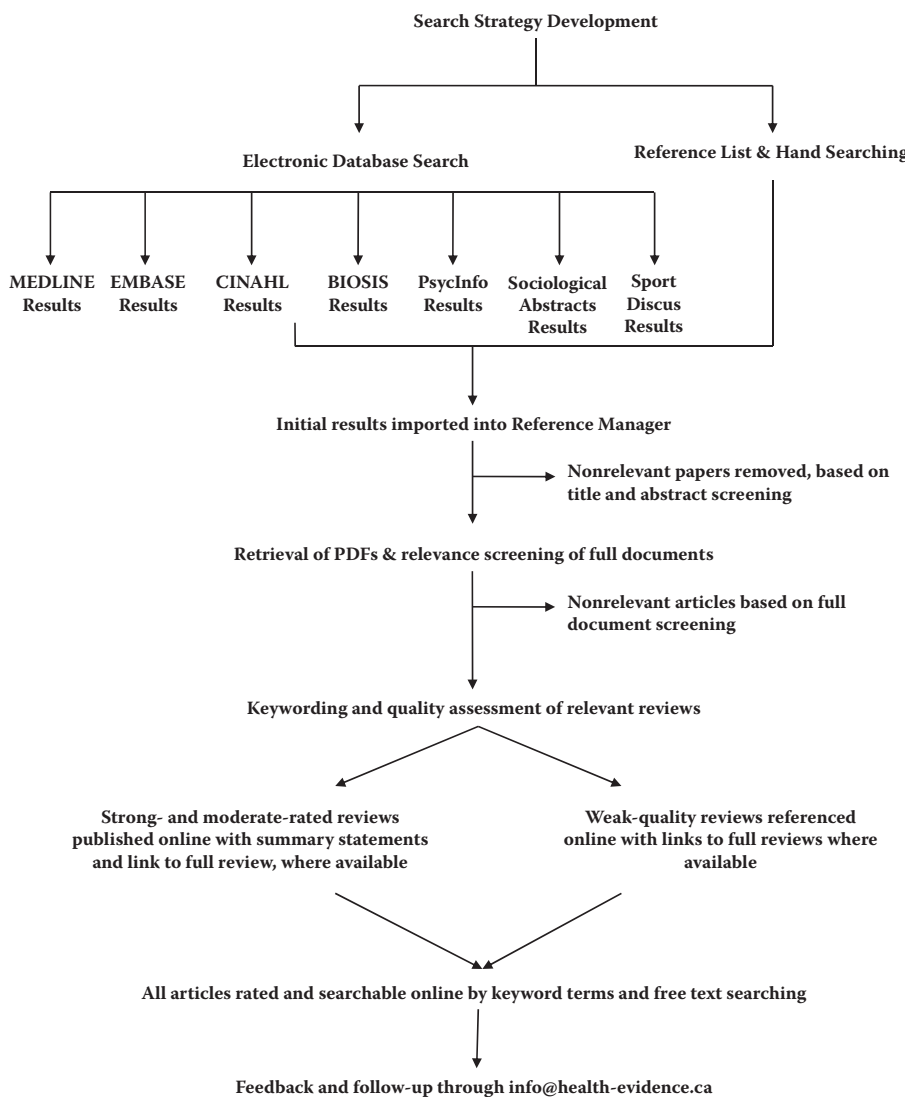 Search Strategy Development
Electronic Database Search
Reference List & Hand Searching
MEDLINE
Results
EMBASE
Results
CINAHL
Results
BIOSIS
Results
PsycInfo
Results
Sociological
Abstracts
Results
Sport
Discus
Results
Initial results imported into Reference Manager
Nonrelevant papers removed, based on
title and abstract screening
Retrieval of PDFs & relevance screening of full documents
Nonrelevant articles based on full
document screening
Keywording and quality assessment of relevant reviews
Strong- and moderate-rated reviews
published online with summary statements
and link to full review, where available
Weak-quality reviews referenced
online with links to full reviews where
available
All articles rated and searchable online by keyword terms and free text searching
Feedback and follow-up through info@health-evidence.ca